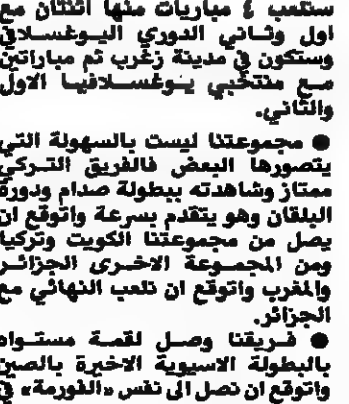 ستلعب ٤ مباريات منها اثنتان مع
اول وثاني الدوري اليوغسلافي
وستكون في مدينة زغرب ثم مباراتين
مع منتخبي يوغسلافيا الاول
والثاني.
● مجموعتنا ليست بالسهولة التي
يتصورها البعض فالفريق التركي
ممتاز وشاهدته ببطولة صدام ودورة
البلقان وهو يتقدم بسرعة واتوقع ان
يصل من مجموعتنا الكويت وتركيا
ومن المجموعة الاخرى الجزائر
والمغرب واتوقع ان نلعب النهائي مع
الجزائر.
● فريقنا وصل لقمة مستواه
بالبطولة الاسيوية الاخيرة بالصين
واتوقع ان نصل الى نفس «الفورمة» في